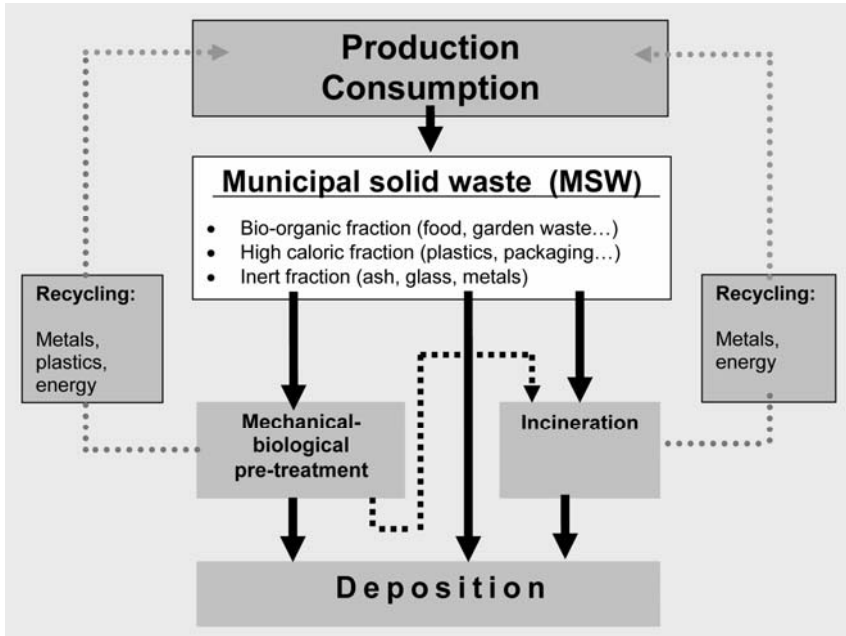 Production
Consumption
Municipal solid waste (MSW)
• Bio-organic fraction (food, garden waste…)
• High caloric fraction (plastics, packaging…)
• Inert fraction (ash, glass, metals)
Recycling:
Metals,
plastics,
energy
Recycling:
Metals,
energy
Mechanical-
biological
pre-treatment
Incineration
Deposition